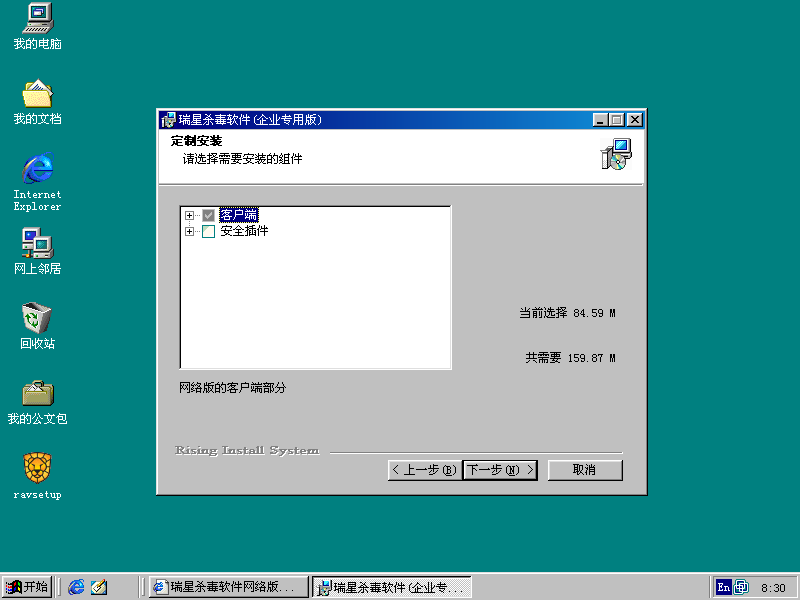 我的电脑
我的文档
Internet
Explorer
网上邻居
回收站
我的公文包
ravsetup
瑞星杀毒软件(企业专用版)
定制安装
请选择需要安装的组件
客户端
安全插件
当前选择 84.59 M
共需要 159.87 M
网络版的客户端部分
Rising Install System
< 上一步(B)
下一步(N) >
取消
开始
瑞星杀毒软件网络版...
瑞星杀毒软件(企业专...
En
8:30